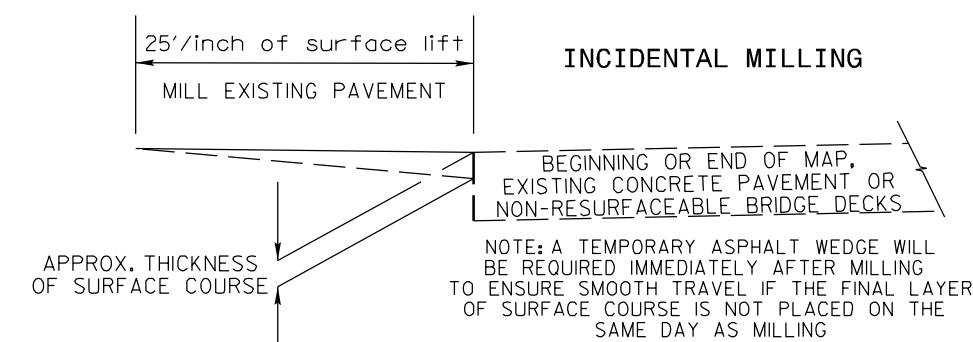 25'/inch of surface lift
INCIDENTAL MILLING
MILL EXISTING PAVEMENT
BEGINNING OR END OF MAP,
EXISTING CONCRETE PAVEMENT OR
NON-RESURFACEABLE BRIDGE DECKS
APPROX. THICKNESS
OF SURFACE COURSE
NOTE: A TEMPORARY ASPHALT WEDGE WILL
BE REQUIRED IMMEDIATELY AFTER MILLING
TO ENSURE SMOOTH TRAVEL IF THE FINAL LAYER
OF SURFACE COURSE IS NOT PLACED ON THE
SAME DAY AS MILLING